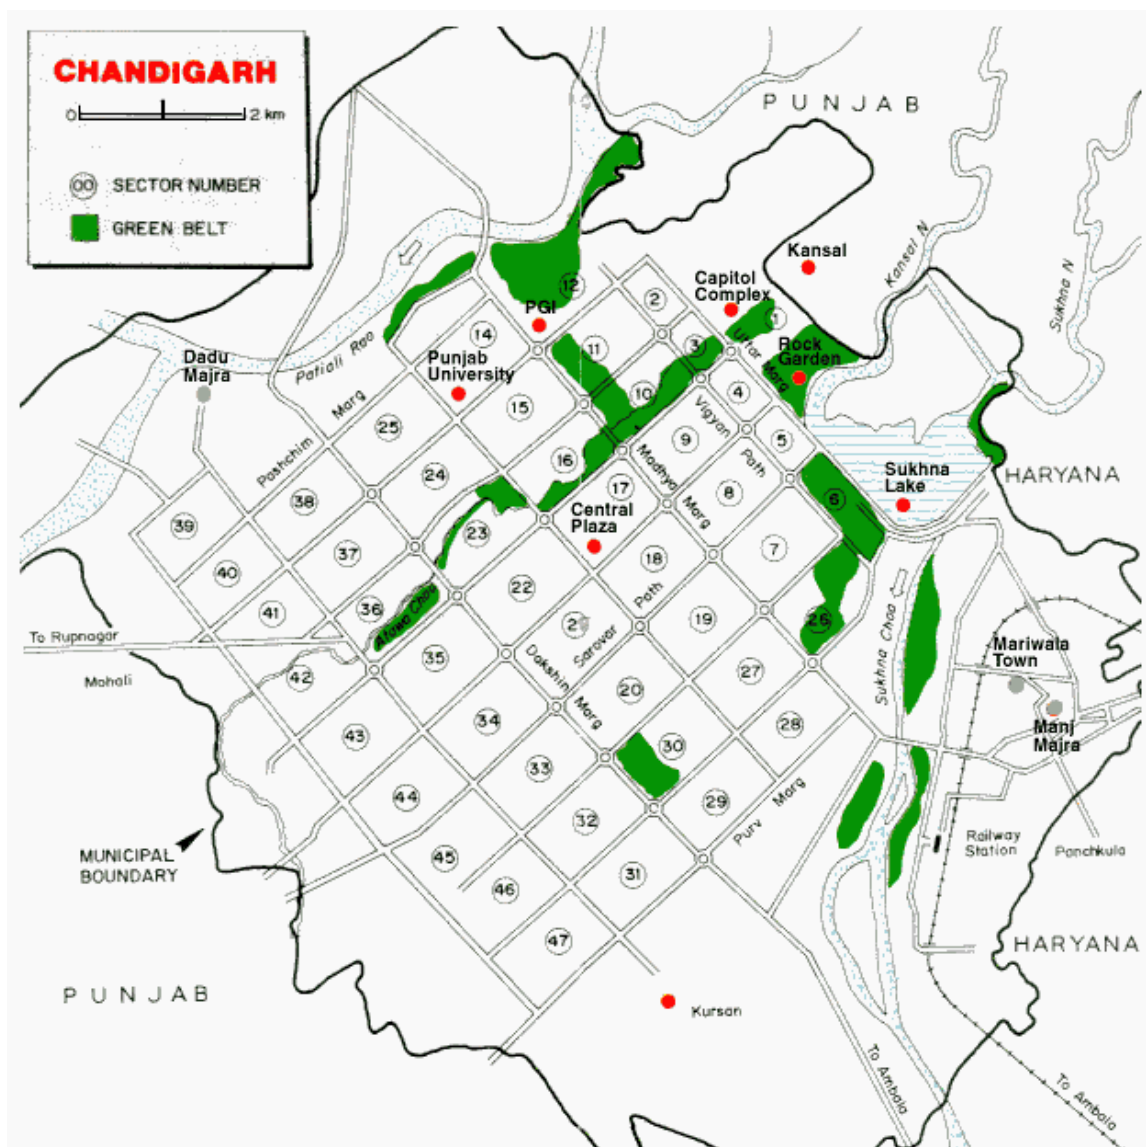 CHANDIGARH
0 2 km
00 SECTOR NUMBER
GREEN BELT
PUNJAB
Kansal
Kansal N
Sukhna N
Capitol
Complex
12
2
1
PGI
14
11
3
Uttar Marg
Rock
Garden
Dadu
Majra
Patiali Rao
Punjab
University
10
4
Paschim Marg
25
15
Vigyan Path
9
5
24
16
Madhya Marg
Sukhna
Lake
HARYANA
38
17
8
6
39
Central
Plaza
23
37
7
18
40
22
36
Path
41
19
26
Atawa Chou
2
Sarovar
To Rupnagar
35
Sukhna Choo
Mariwala
Town
Mohali
42
Dakshin Marg
27
20
34
28
Manj
Majra
43
30
33
44
29
Purv Marg
32
Railway
Station
Panchkula
MUNICIPAL
BOUNDARY
45
31
46
47
HARYANA
PUNJAB
Kursan
To Ambala
To Ambala